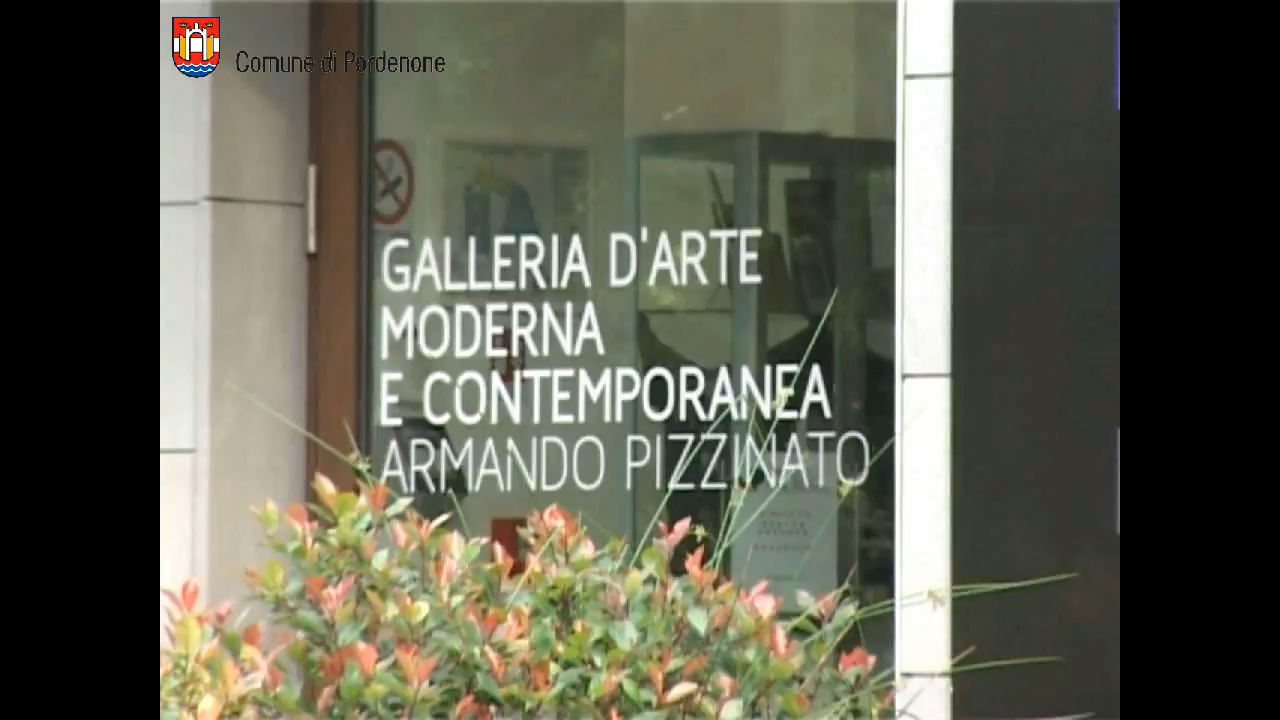 Comune di Pordenone
GALLERIA D'ARTE
MODERNA
E CONTEMPORANEA
ARMANDO PIZZINATO